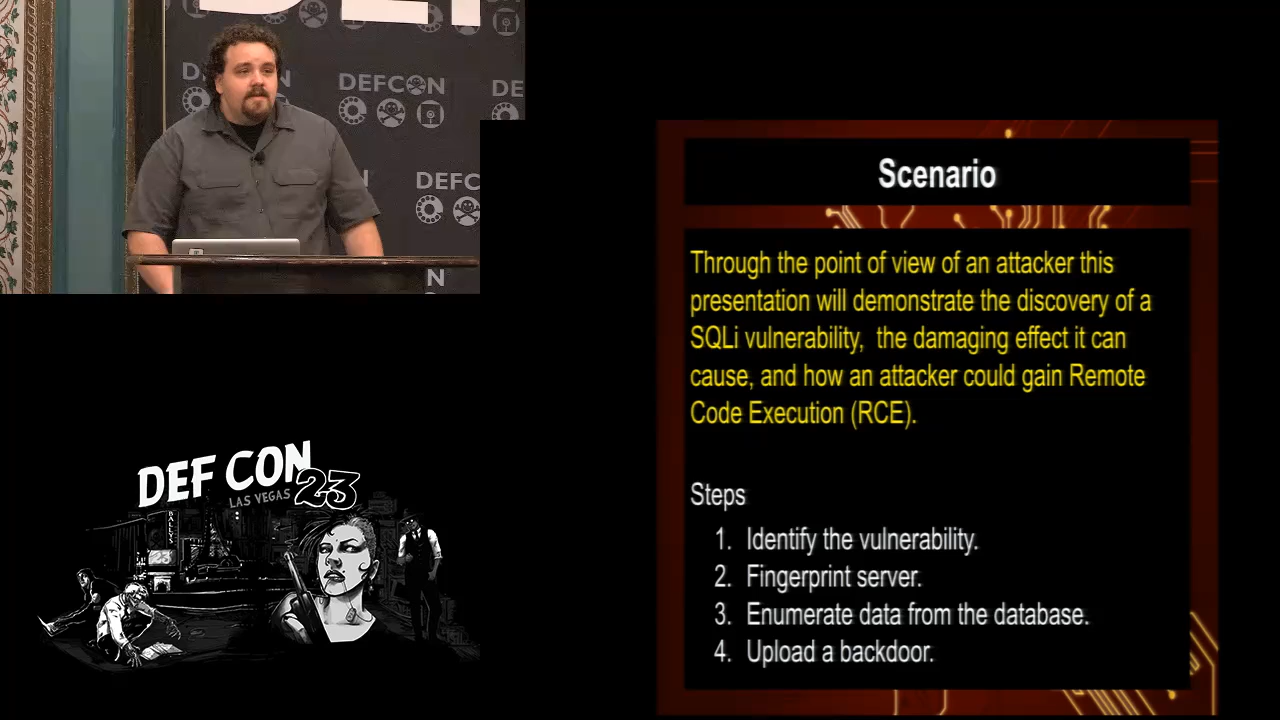 DEFCON
DEFCON
DEF
DEFC
N
N
Scenario
Through the point of view of an attacker this
presentation will demonstrate the discovery of a
SQLi vulnerability,  the damaging effect it can
cause, and how an attacker could gain Remote
Code Execution (RCE).
Steps
1. Identify the vulnerability.
2. Fingerprint server.
3. Enumerate data from the database.
4. Upload a backdoor.
DEF CON
LAS VEGAS 23
BALLYS